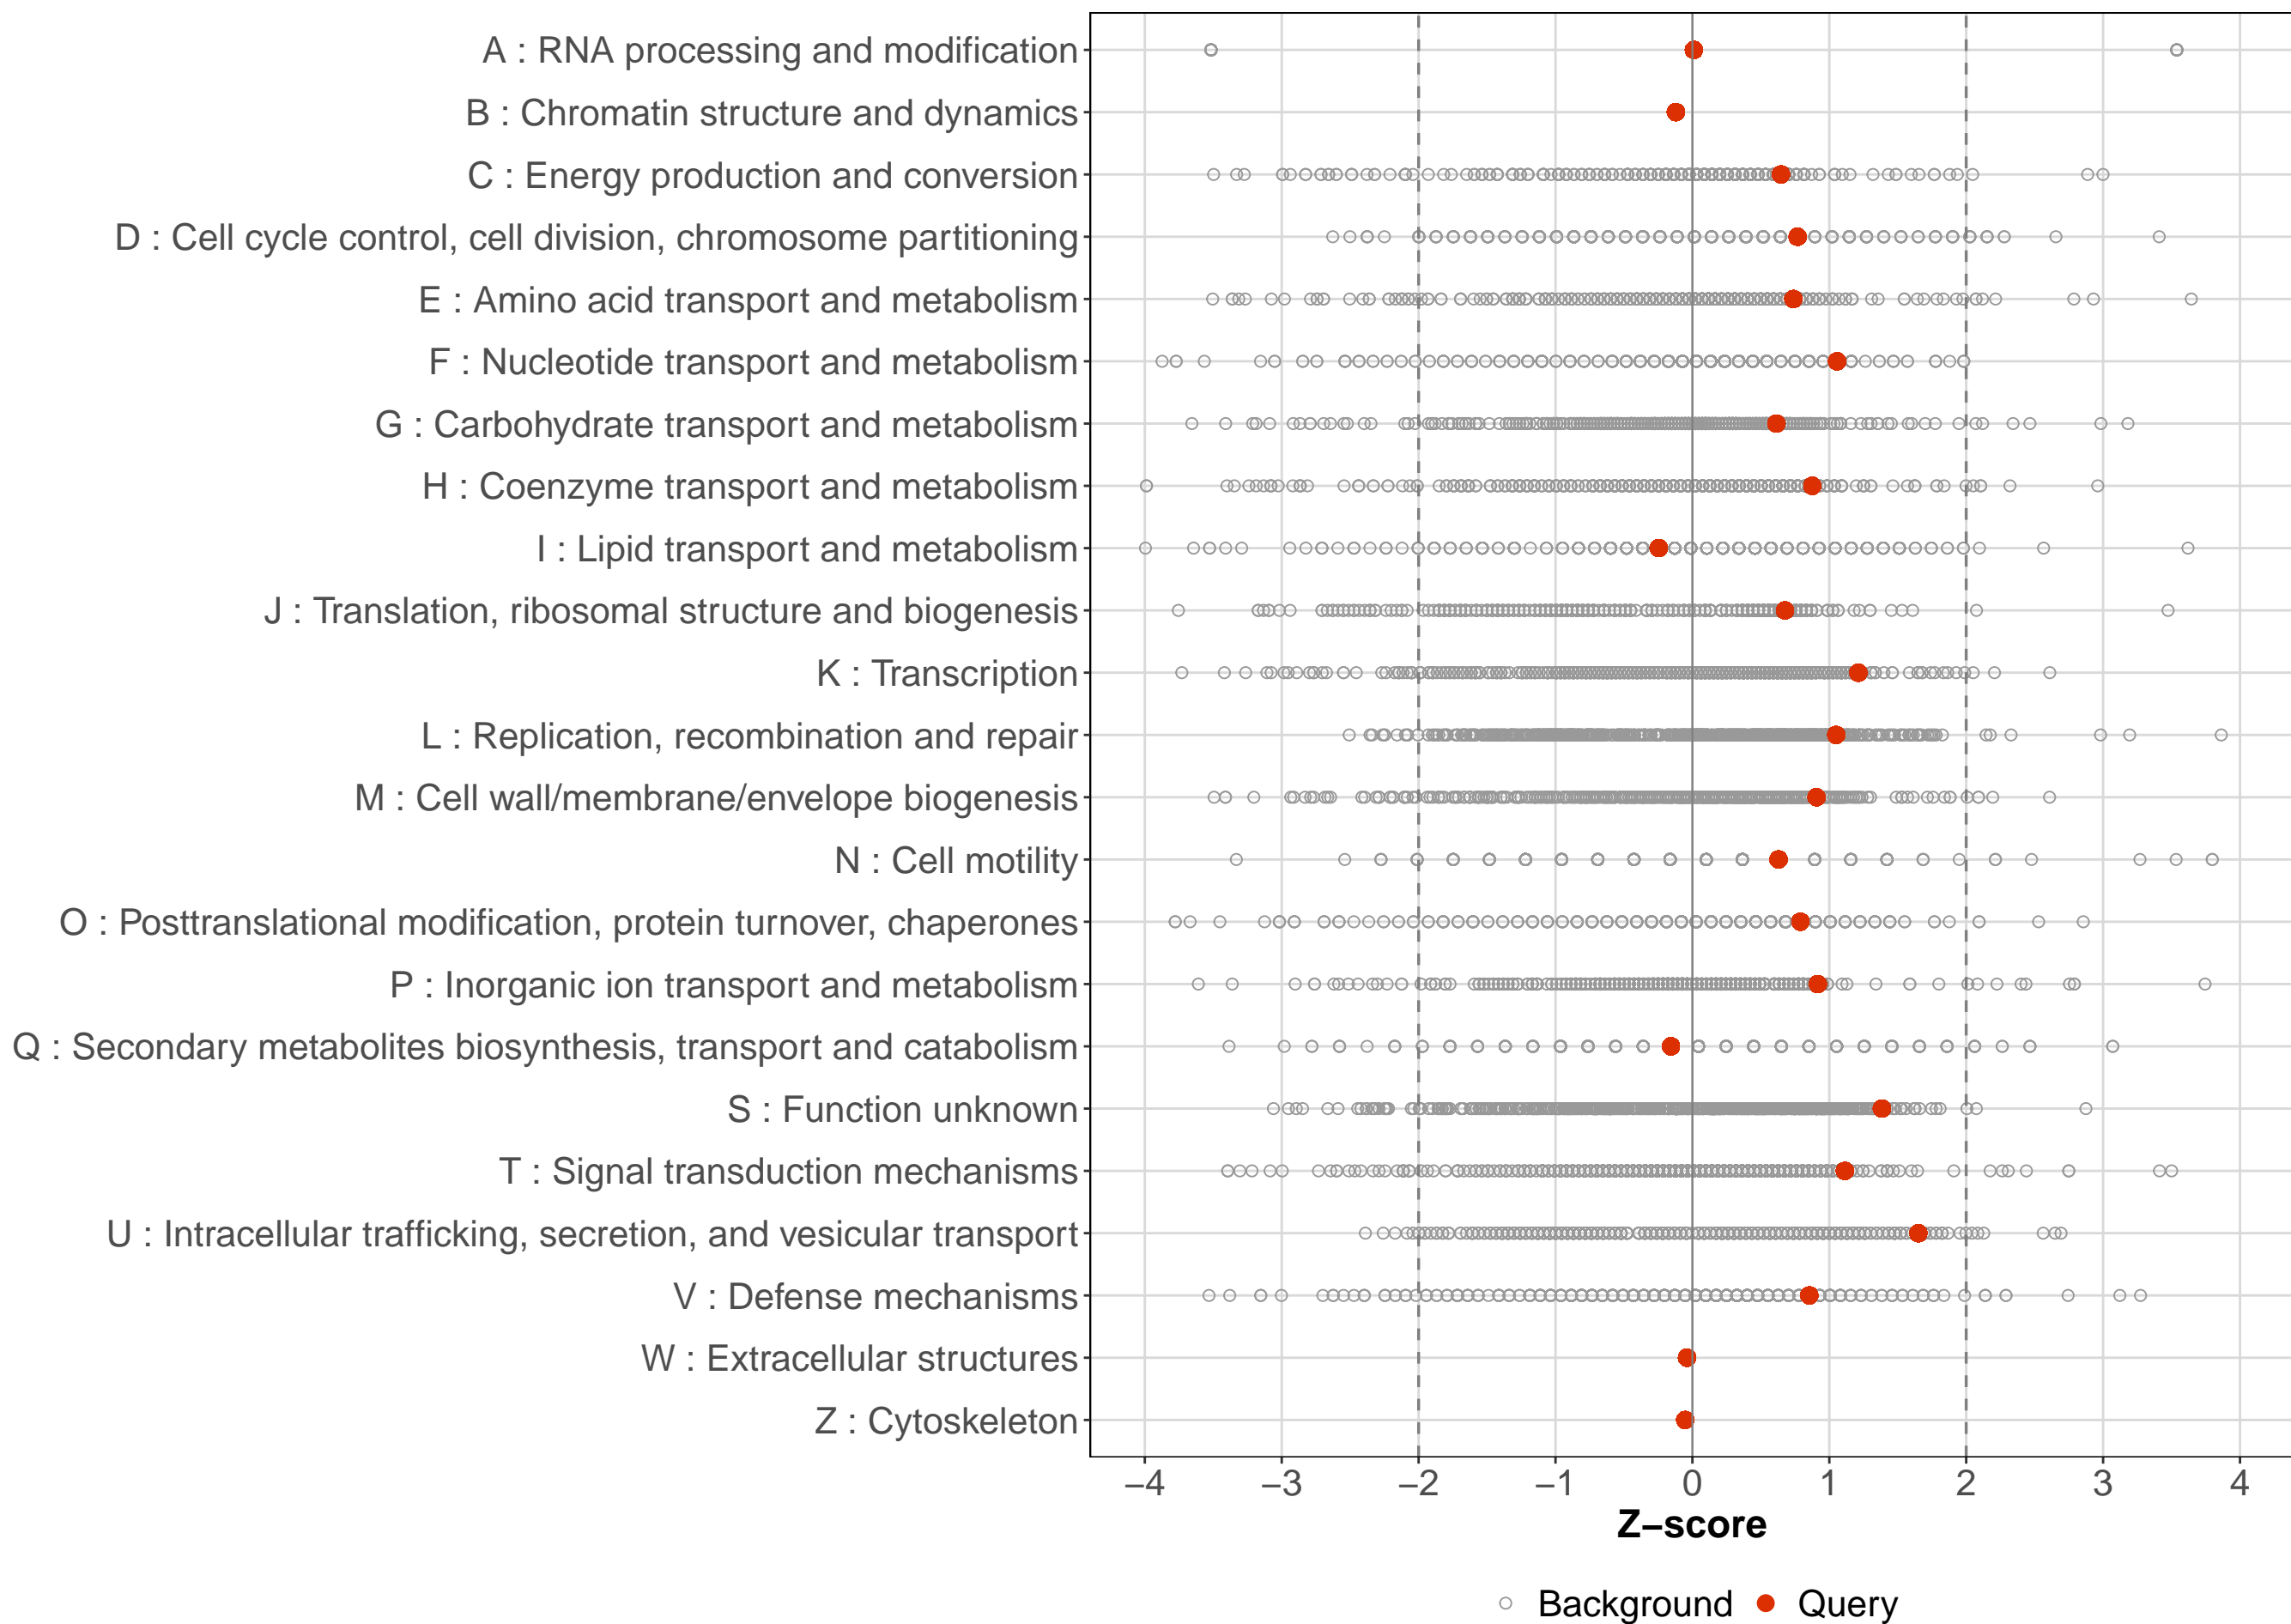 A : RNA processing and modification
B : Chromatin structure and dynamics
C : Energy production and conversion
D : Cell cycle control, cell division, chromosome partitioning
E : Amino acid transport and metabolism
F : Nucleotide transport and metabolism
G : Carbohydrate transport and metabolism
H : Coenzyme transport and metabolism
I : Lipid transport and metabolism
J : Translation, ribosomal structure and biogenesis
K : Transcription
L : Replication, recombination and repair
M : Cell wall/membrane/envelope biogenesis
N : Cell motility
O : Posttranslational modification, protein turnover, chaperones
P : Inorganic ion transport and metabolism
Q : Secondary metabolites biosynthesis, transport and catabolism
S : Function unknown
T : Signal transduction mechanisms
U : Intracellular trafficking, secretion, and vesicular transport
V : Defense mechanisms
W : Extracellular structures
Z : Cytoskeleton
−4 −3 −2 −1 0 1 2 3 4
Z−score
Background Query